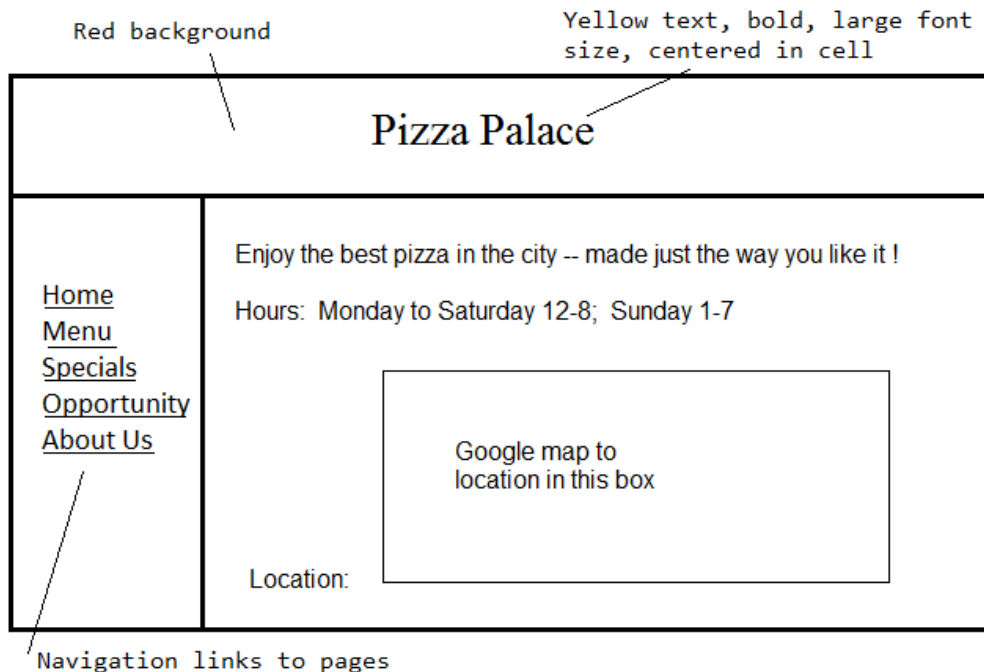 Red background
Yellow text, bold, large font
size, centered in cell
Pizza Palace
Home
Menu
Specials
Opportunity
About Us
Enjoy the best pizza in the city -- made just the way you like it !
Hours: Monday to Saturday 12-8; Sunday 1-7
Google map to
location in this box
Location:
Navigation links to pages